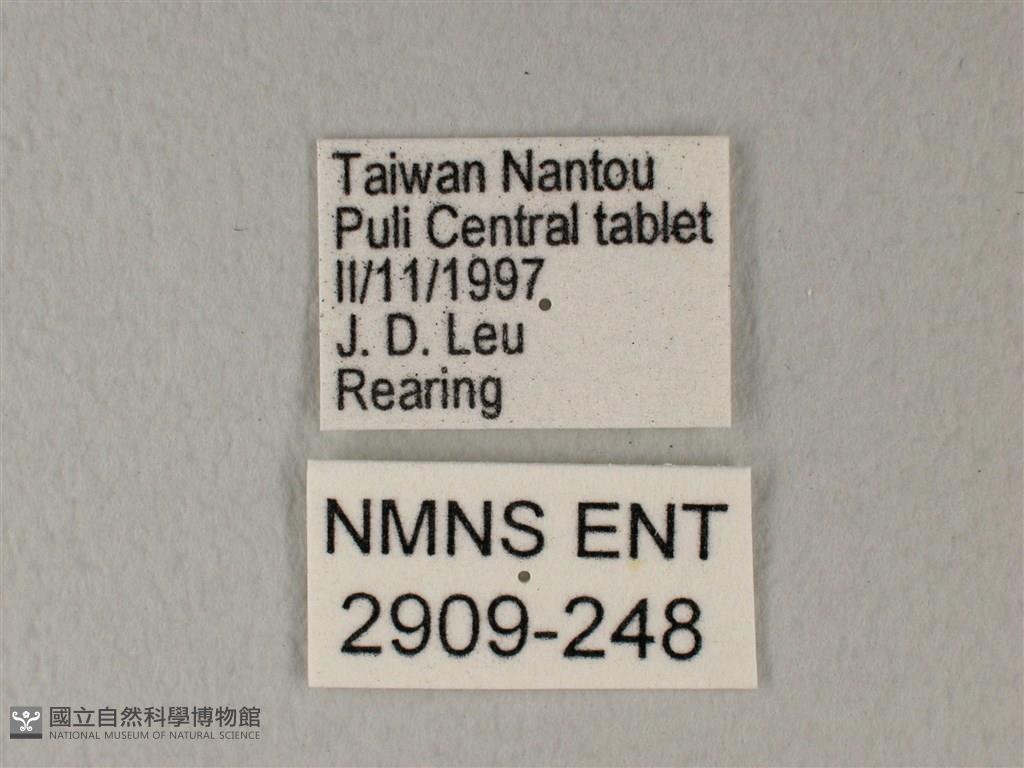 Taiwan Nantou
Puli Central tablet
II/11/1997
J. D. Leu
Rearing
NMNS ENT
2909-248
國立自然科學博物館
NATIONAL MUSEUM OF NATURAL SCIENCE